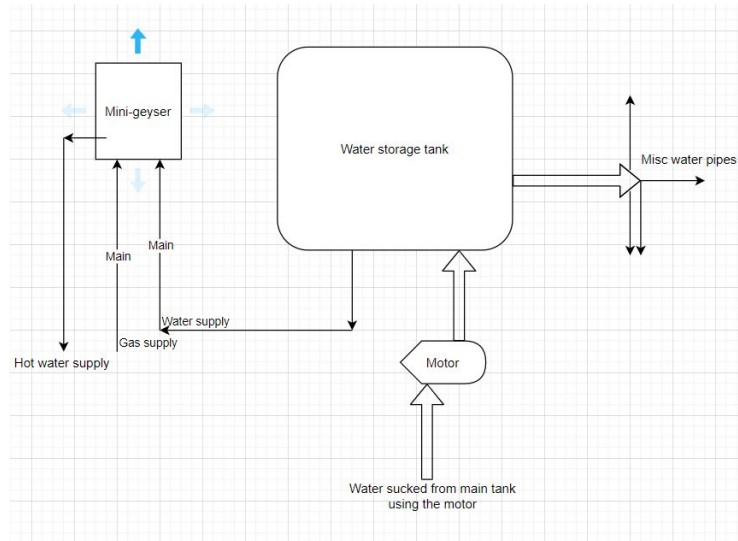 Mini-geyser
Water storage tank
Misc water pipes
Main
Main
Water supply
Gas supply
Hot water supply
Motor
Water sucked from main tank
using the motor